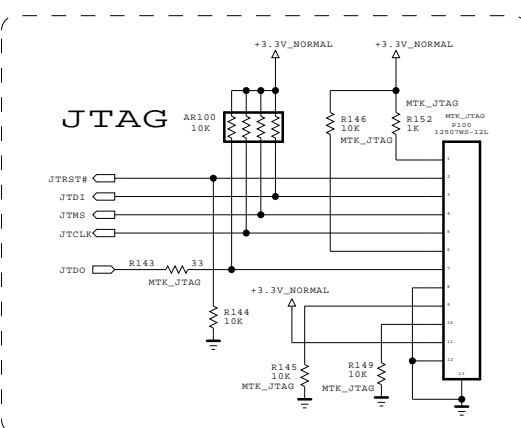 +3.3V_NORMAL
+3.3V_NORMAL
JTAG
AR100
10K
R146
10K
MTK_JTAG
MTK_JTAG
R152
1K
MTK_JTAG
P100
12507WS-12L
JTRST#
JTDI
JTMS
JTCLK
JTDO
R143
33
MTK_JTAG
+3.3V_NORMAL
R144
10K
R145
10K
MTK_JTAG
R149
10K
MTK_JTAG
1
2
3
4
5
6
7
8
9
10
11
12
13